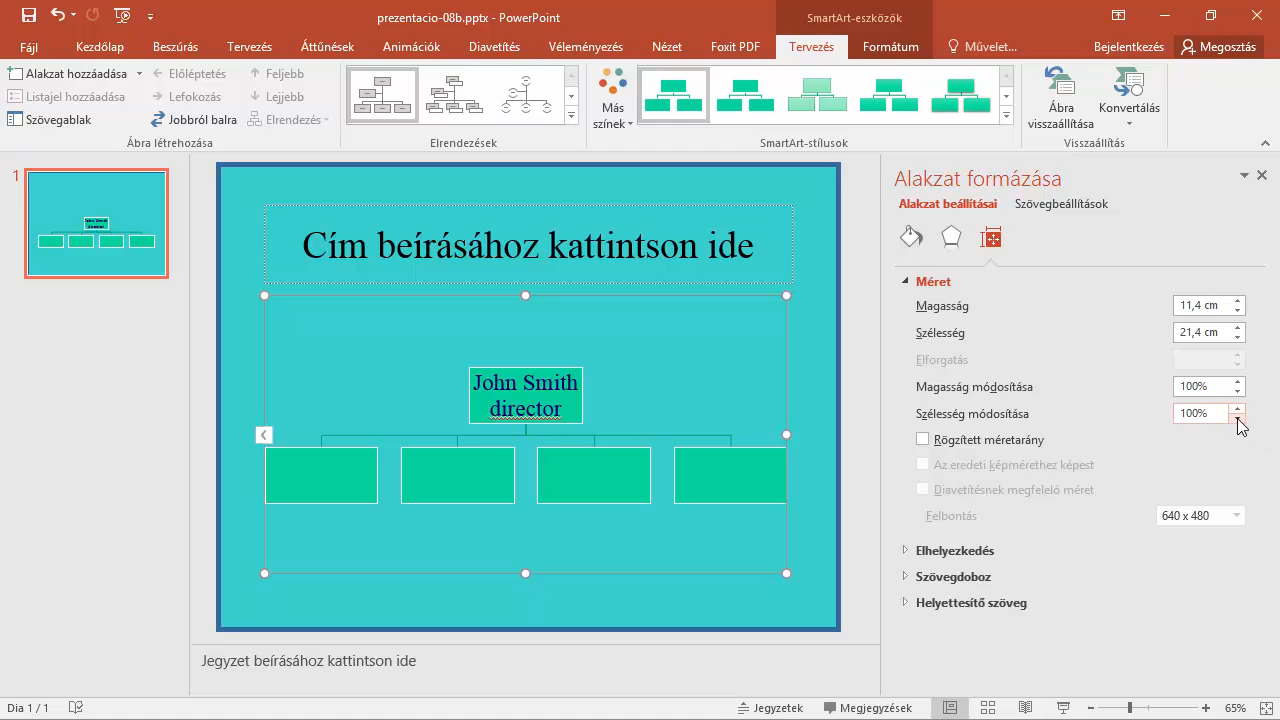 prezentacio-08b.pptx - PowerPoint
SmartArt-eszközök
Fájl Kezdőlap Beszúrás Tervezés Áttűnések Animációk Diavetítés Véleményezés Nézet Foxit PDF Tervezés Formátum Művelet... Bejelentkezés Megosztás
Alakzat hozzáadása Előléptetés Feljebb
Listajel hozzáadása Lefokozás Lejjebb
Szövegablak Jobbról balra Elrendezés
Más színek
Ábra visszaállítása
Konvertálás
Ábra létrehozása Elrendezések SmartArt-stílusok Visszaállítás
1
John Smith
director
Cím beírásához kattintson ide
John Smith
director
Jegyzet beírásához kattintson ide
Alakzat formázása
Alakzat beállításai Szövegbeállítások
Méret
Magasság 11,4 cm
Szélesség 21,4 cm
Elforgatás
Magasság módosítása 100%
Szélesség módosítása 100%
Rögzített méretarány
Az eredeti képmérethez képest
Diavetítésnek megfelelő méret
Felbontás 640 x 480
Elhelyezkedés
Szövegdoboz
Helyettesítő szöveg
Dia 1 / 1 Jegyzetek Megjegyzések 65%